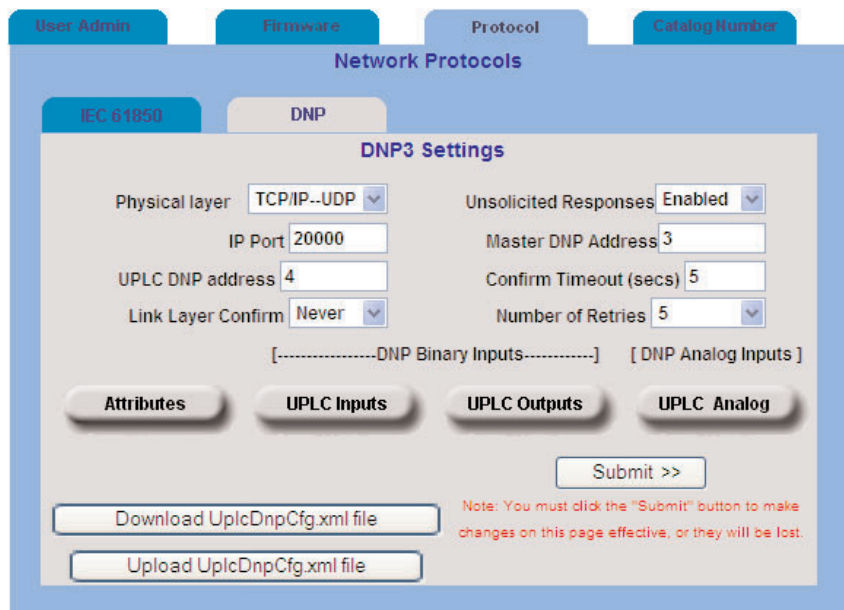 User Admin Firmware Protocol Catalog Number
Network Protocols
IEC 61850 DNP
DNP3 Settings
Physical layer TCP/IP--UDP Unsolicited Responses Enabled
IP Port 20000 Master DNP Address 3
UPLC DNP address 4 Confirm Timeout (secs) 5
Link Layer Confirm Never Number of Retries 5
[-----------------DNP Binary Inputs------------] [ DNP Analog Inputs ]
Attributes UPLC Inputs UPLC Outputs UPLC Analog
Submit >>
Download UplcDnpCfg.xml file
Note: You must click the "Submit" button to make
changes on this page effective, or they will be lost.
Upload UplcDnpCfg.xml file